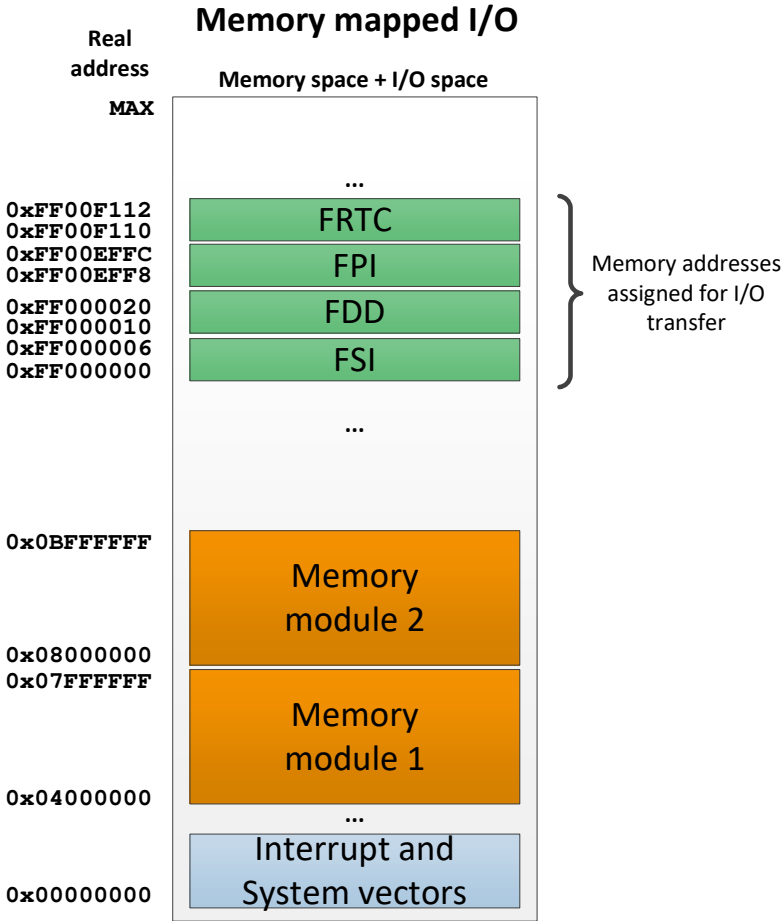 Memory mapped I/O
Real
address
Memory space + I/O space
MAX
...
0xFF00F112
FRTC
0xFF00F110
0xFF00EFFC
FPI
0xFF00EFF8
0xFF000020
FDD
0xFF000010
0xFF000006
FSI
0xFF000000
Memory addresses
assigned for I/O
transfer
...
0x0BFFFFFF
Memory
module 2
0x08000000
0x07FFFFFF
Memory
module 1
0x04000000
...
Interrupt and
System vectors
0x00000000